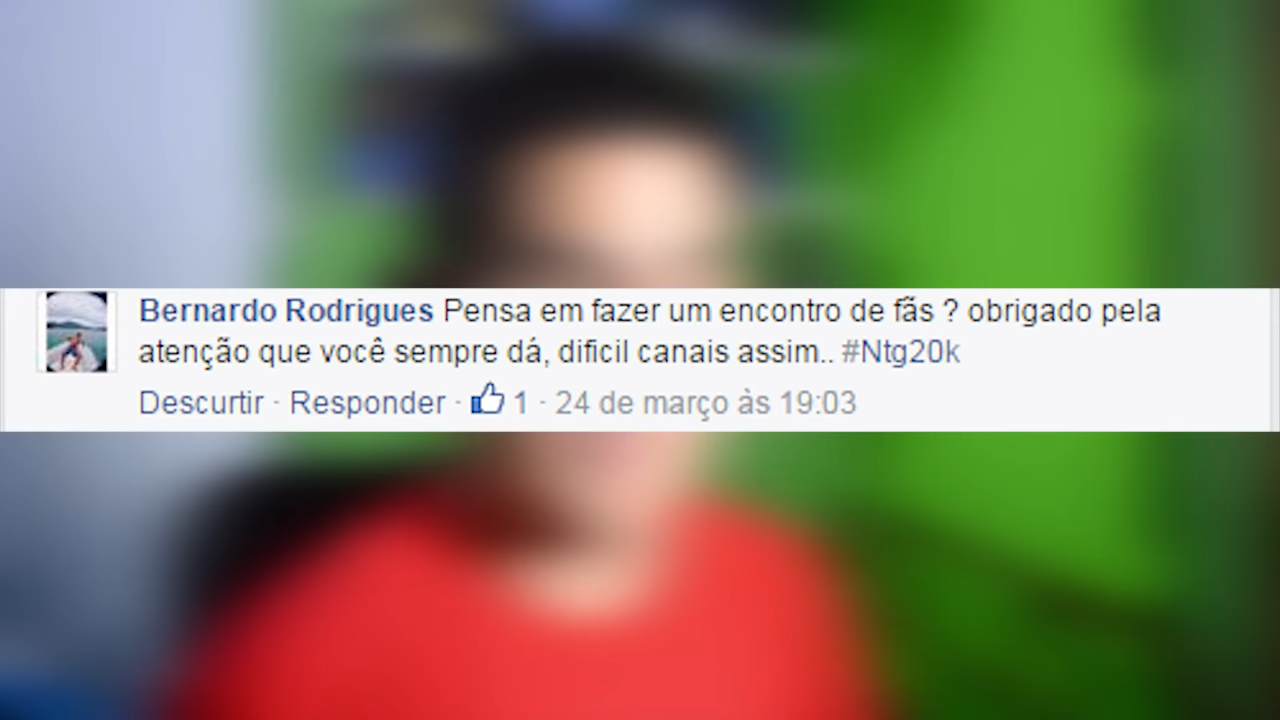 Bernardo Rodrigues Pensa em fazer um encontro de fãs ? obrigado pela
atenção que você sempre dá, dificil canais assim.. #Ntg20k
Descurtir · Responder · 1 · 24 de março às 19:03